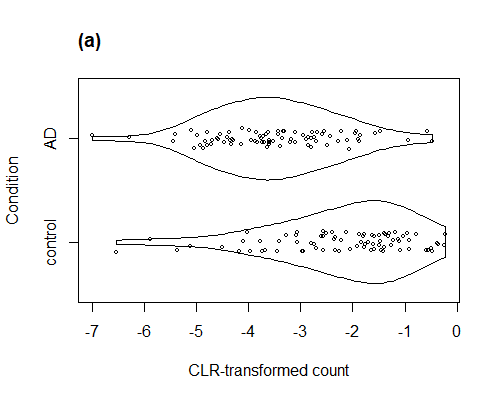 (a)
Condition
AD
control
-7 -6 -5 -4 -3 -2 -1 0
CLR-transformed count